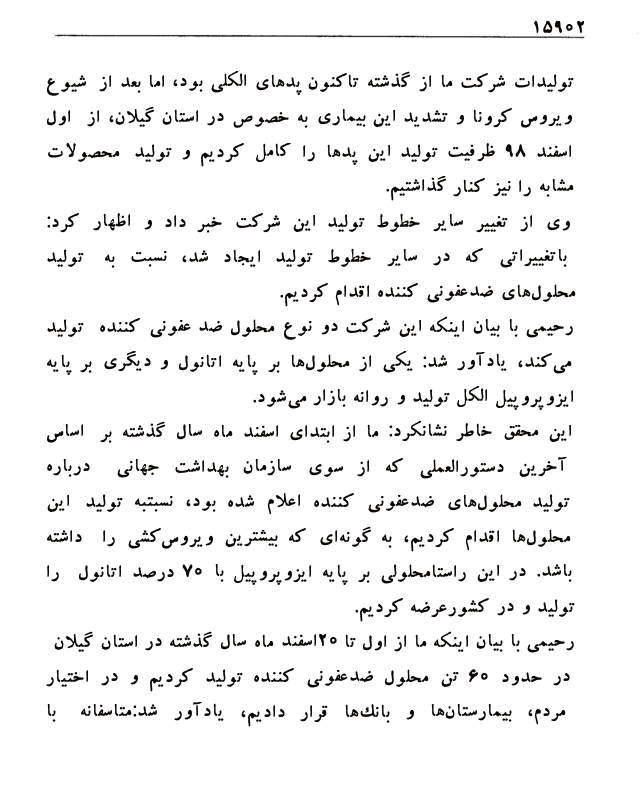 ۱۵۹۰۲
تولیدات شرکت ما از گذشته تاکنون پدهای الکلی بود، اما بعد از شیوع
ویروس کرونا و تشدید این بیماری به خصوص در استان گیلان، از اول
اسفند ۹۸ ظرفیت تولید این پدها را کامل کردیم و تولید محصولات
مشابه را نیز کنار گذاشتیم.
وی از تغییر سایر خطوط تولید این شرکت خبر داد و اظهار کرد:
باتغییراتی که در سایر خطوط تولید ایجاد شد، نسبت به تولید
محلول‌های ضدعفونی کننده اقدام کردیم.
رحیمی با بیان اینکه این شرکت دو نوع محلول ضد عفونی کننده تولید
می‌کند، یادآور شد: یکی از محلول‌ها بر پایه اتانول و دیگری بر پایه
ایزوپروپیل الکل تولید و روانه بازار می‌شود.
این محقق خاطر نشانکرد: ما از ابتدای اسفند ماه سال گذشته بر اساس
آخرین دستورالعملی که از سوی سازمان بهداشت جهانی درباره
تولید محلول‌های ضدعفونی کننده اعلام شده بود، نسبتبه تولید این
محلول‌ها اقدام کردیم، به گونه‌ای که بیشترین ویروس‌کشی را داشته
باشد. در این راستامحلولی بر پایه ایزوپروپیل با ۷۰ درصد اتانول را
تولید و در کشورعرضه کردیم.
رحیمی با بیان اینکه ما از اول تا ۲۰اسفند ماه سال گذشته در استان گیلان
در حدود ۶۰ تن محلول ضدعفونی کننده تولید کردیم و در اختیار
مردم، بیمارستان‌ها و بانک‌ها قرار دادیم، یادآور شد:متاسفانه با